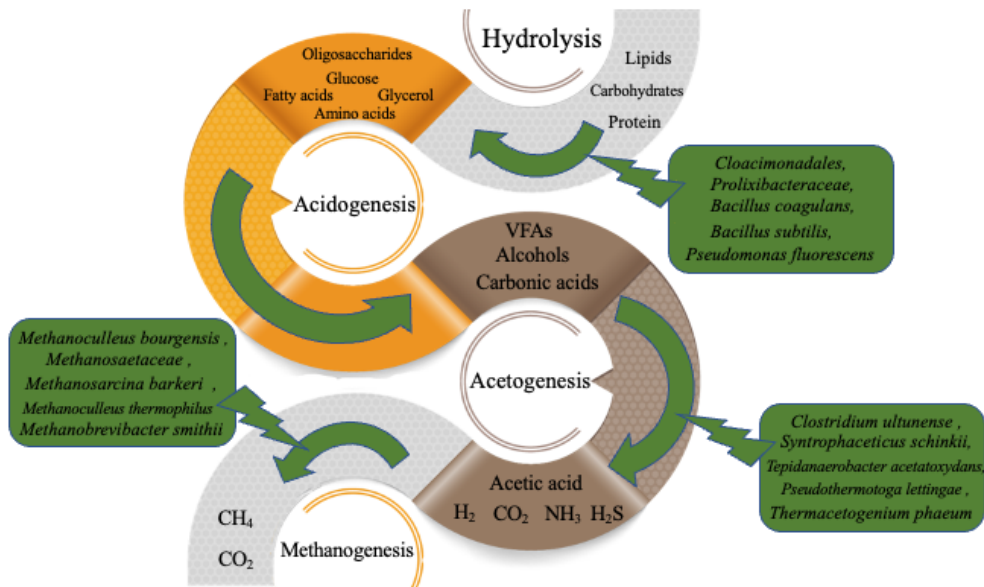 Hydrolysis
Lipids
Carbohydrates
Protein
Cloacimonadales,
Prolixibacteraceae,
Bacillus coagulans,
Bacillus subtilis,
Pseudomonas fluorescens
Oligosaccharides
Glucose
Fatty acids Glycerol
Amino acids
Acidogenesis
VFAs
Alcohols
Carbonic acids
Acetogenesis
Clostridium ultunense ,
Syntrophaceticus schinkii,
Tepidanaerobacter acetatoxydans,
Pseudothermotoga lettingae ,
Thermacetogenium phaeum
Acetic acid
H₂ CO₂ NH₃ H₂S
Methanoculleus bourgensis ,
Methanosaetaceae ,
Methanosarcina barkeri ,
Methanoculleus thermophilus
Methanobrevibacter smithii
CH₄
CO₂
Methanogenesis